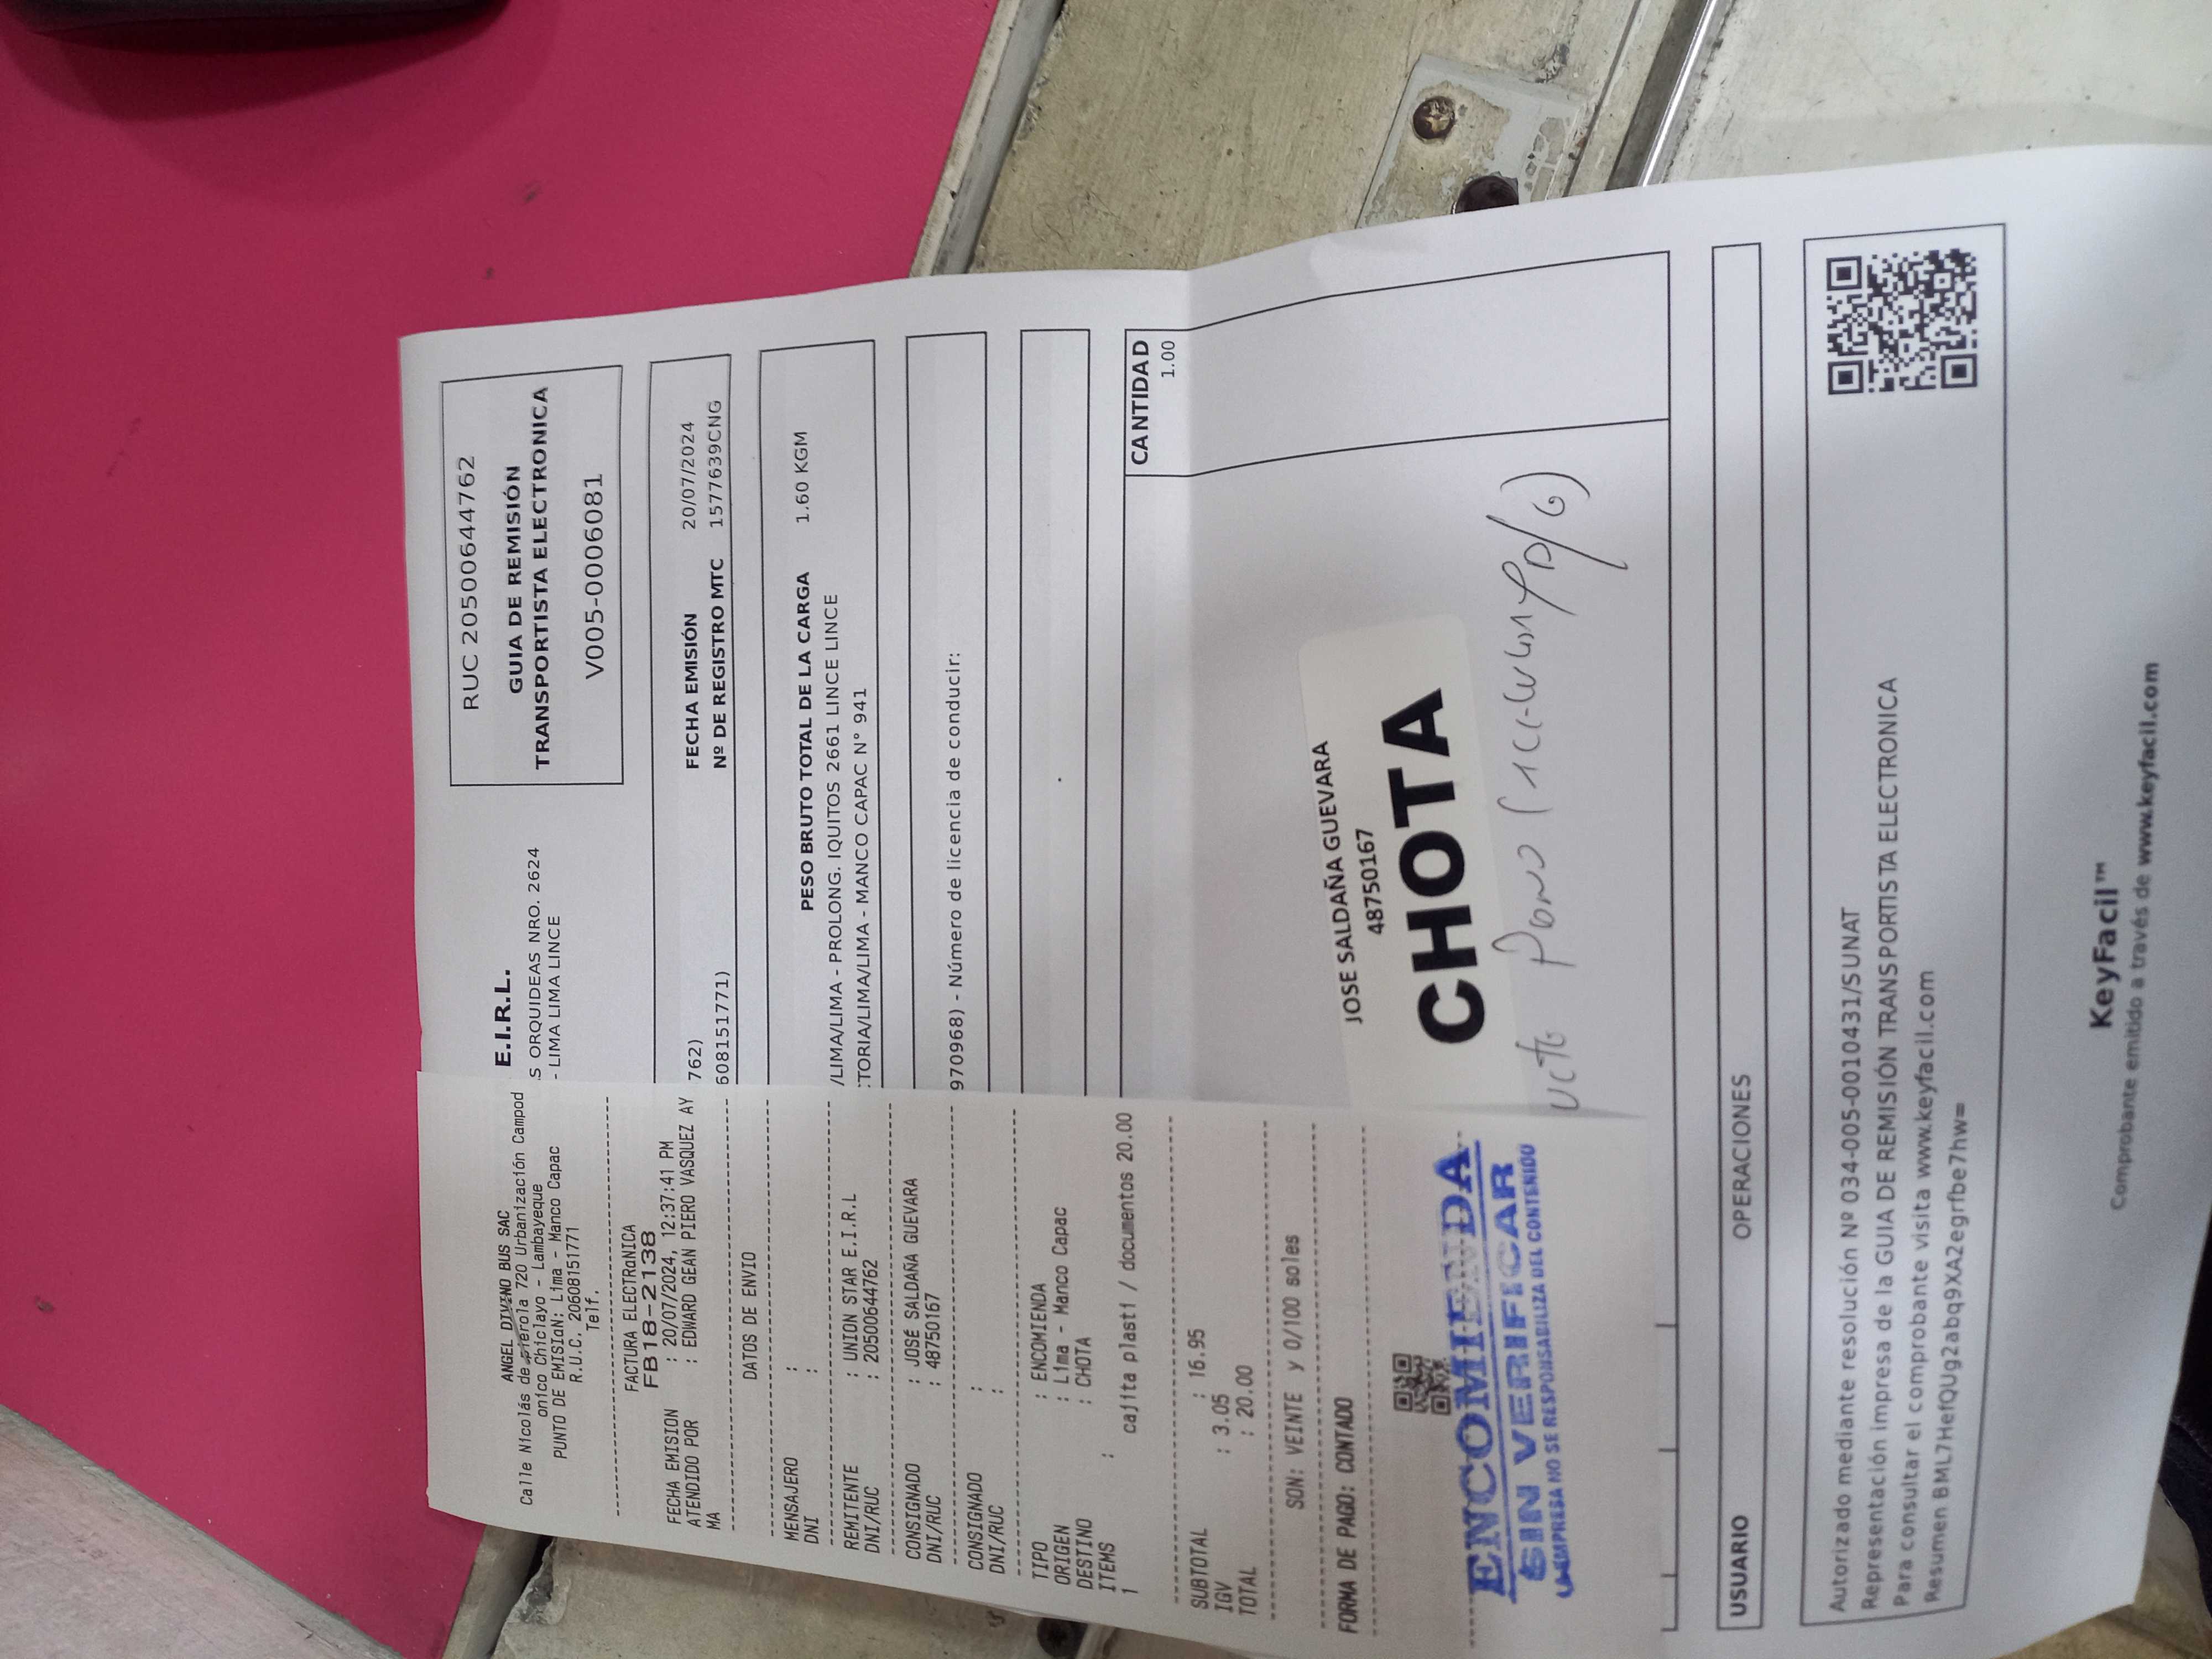 ANGEL DIVINO BUS SAC
Calle Nicolás de pierola 720 Urbanización Campod
onico Chiclayo - Lambayeque
PUNTO DE EMISIαN: Lima - Manco Capac
R.U.C. 20608151771
Telf.
FACTURA ELECTRαNICA
FB18-2138
FECHA EMISION : 20/07/2024, 12:37:41 PM
ATENDIDO POR : EDWARD GEAN PIERO VASQUEZ AY
MA
DATOS DE ENVIO
MENSAJERO :
DNI :
REMITENTE : UNION STAR E.I.R.L
DNI/RUC : 20500644762
CONSIGNADO : JOSÉ SALDAÑA GUEVARA
DNI/RUC : 48750167
CONSIGNADO :
DNI/RUC :
TIPO : ENCOMIENDA
ORIGEN : Lima - Manco Capac
DESTINO : CHOTA
ITEMS :
1 cajita plasti / documentos 20.00
SUBTOTAL : 16.95
IGV : 3.05
TOTAL : 20.00
SON: VEINTE y 0/100 soles
FORMA DE PAGO: CONTADO
ENCOMIENDA
SIN VERIFICAR
LA EMPRESA NO SE RESPONSABILIZA DEL CONTENIDO
E.I.R.L.
S ORQUIDEAS NRO. 2624
- LIMA LIMA LINCE
RUC 20500644762
GUIA DE REMISIÓN
TRANSPORTISTA ELECTRONICA
V005-0006081
762)
FECHA EMISIÓN 20/07/2024
608151771)
Nº DE REGISTRO MTC 1577639CNG
PESO BRUTO TOTAL DE LA CARGA 1.60 KGM
/LIMA/LIMA - PROLONG. IQUITOS 2661 LINCE LINCE
TORIA/LIMA/LIMA - MANCO CAPAC N° 941
970968) - Número de licencia de conducir:
CANTIDAD
1.00
JOSE SALDAÑA GUEVARA
48750167
CHOTA
USUARIO OPERACIONES
Autorizado mediante resolución Nº 034-005-0010431/SUNAT
Representación impresa de la GUIA DE REMISIÓN TRANSPORTISTA ELECTRONICA
Para consultar el comprobante visita www.keyfacil.com
Resumen BML7HefQUg2abq9XA2egrfbe7hw=
KeyFacil™
Comprobante emitido a través de www.keyfacil.com